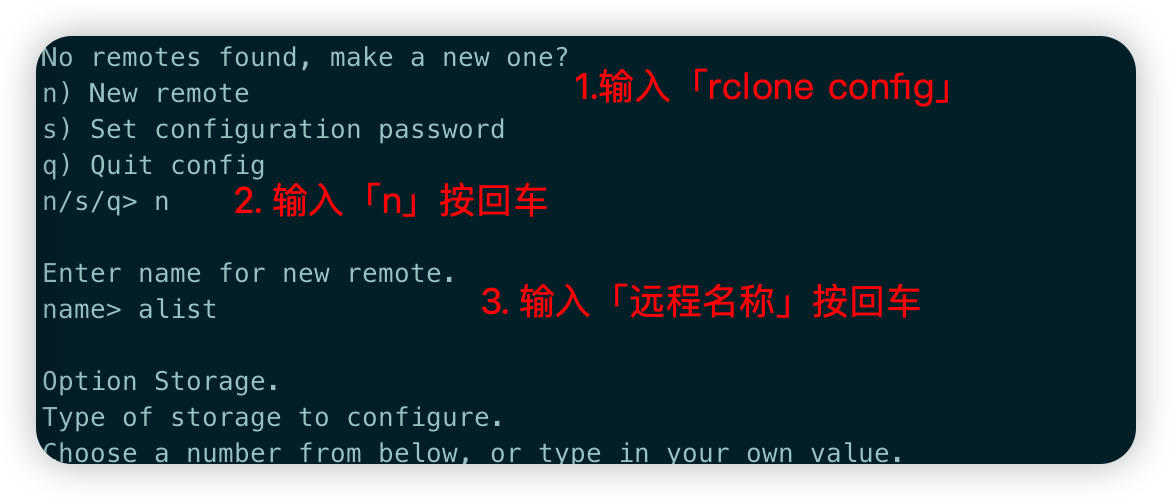 No remotes found, make a new one?
1.输入「rclone config」
n) New remote
s) Set configuration password
q) Quit config
n/s/q> n
2. 输入「n」按回车
Enter name for new remote.
name> alist
3. 输入「远程名称」按回车
Option Storage.
Type of storage to configure.
Choose a number from below, or type in your own value.